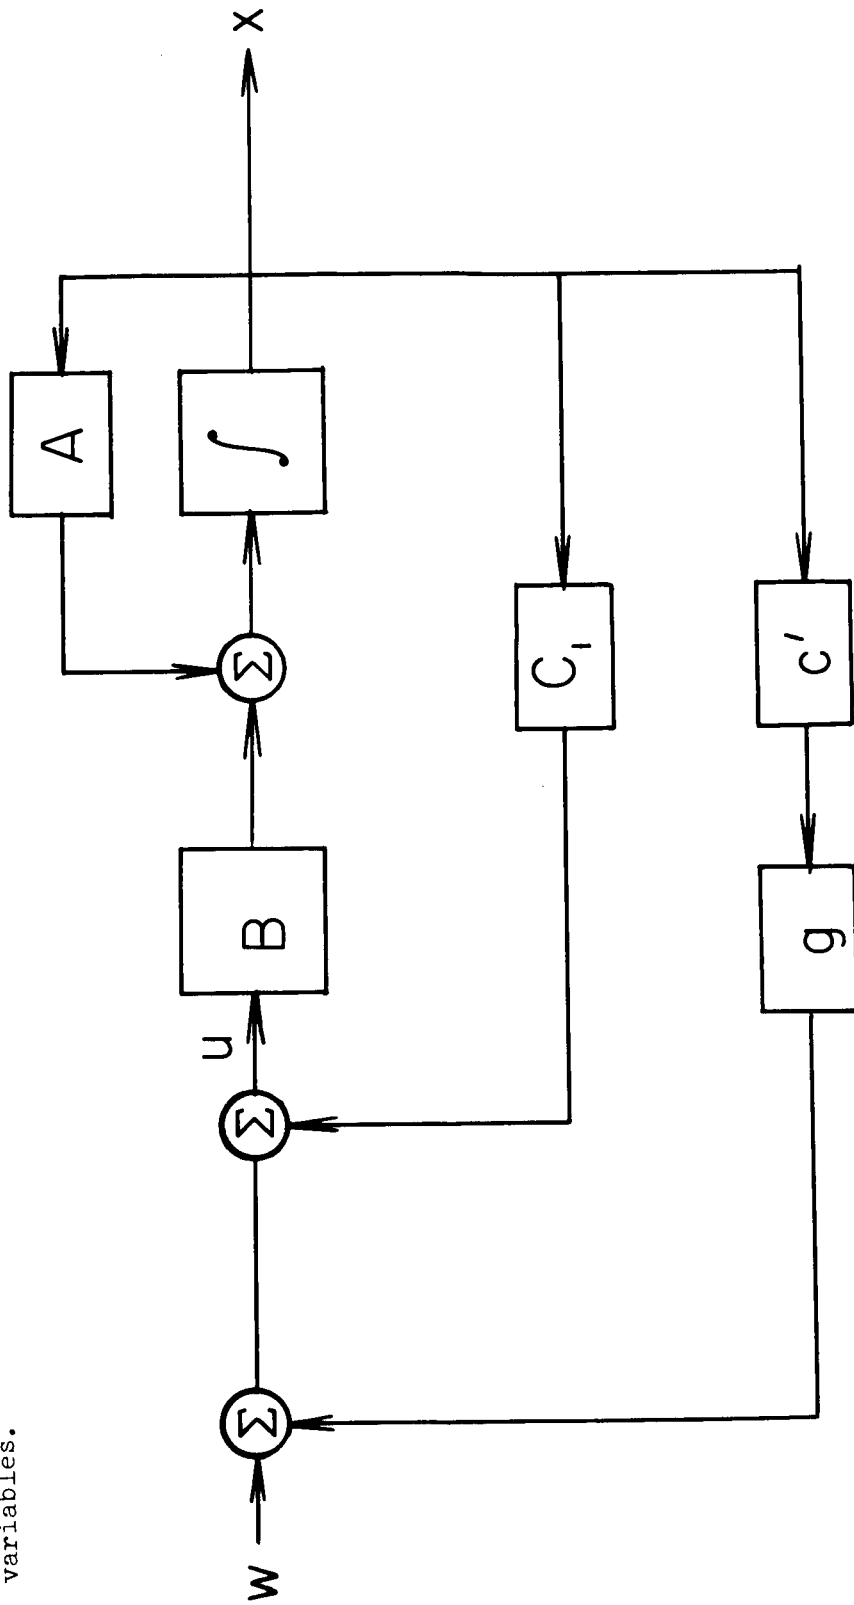 variables.
A
w
Σ
Σ
u
B
Σ
∫
x
C₁
g
c'